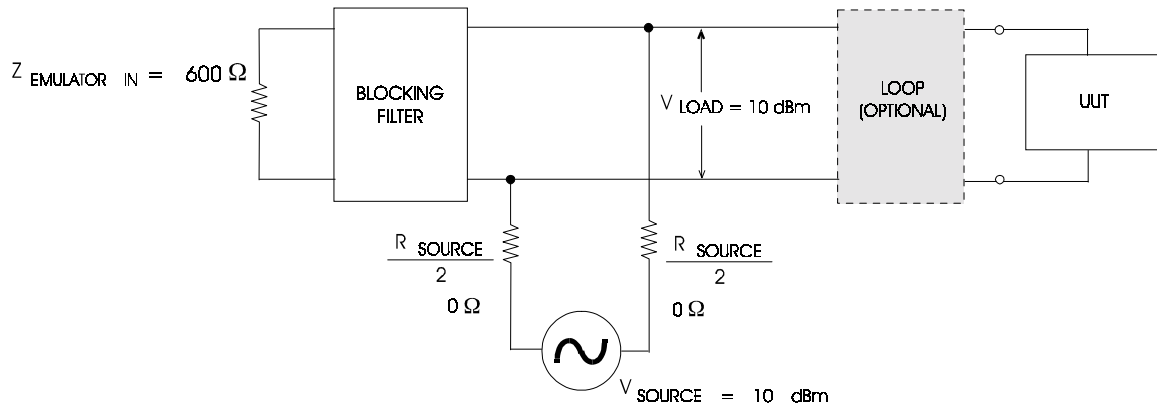 Z EMULATOR IN = 600 Ω
BLOCKING
FILTER
V LOAD = 10 dBm
LOOP
(OPTIONAL)
UUT
R SOURCE
2
0 Ω
R SOURCE
2
0 Ω
V SOURCE = 10 dBm